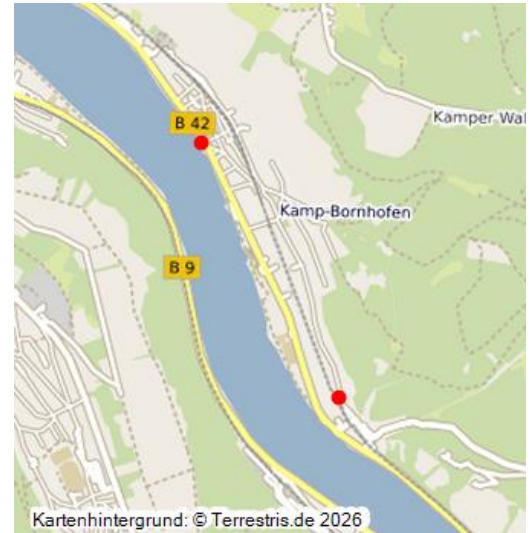 B 42
Kamper Wal
Kamp-Bornhofen
B 9
Kartenhintergrund: © Terrestris.de 2026